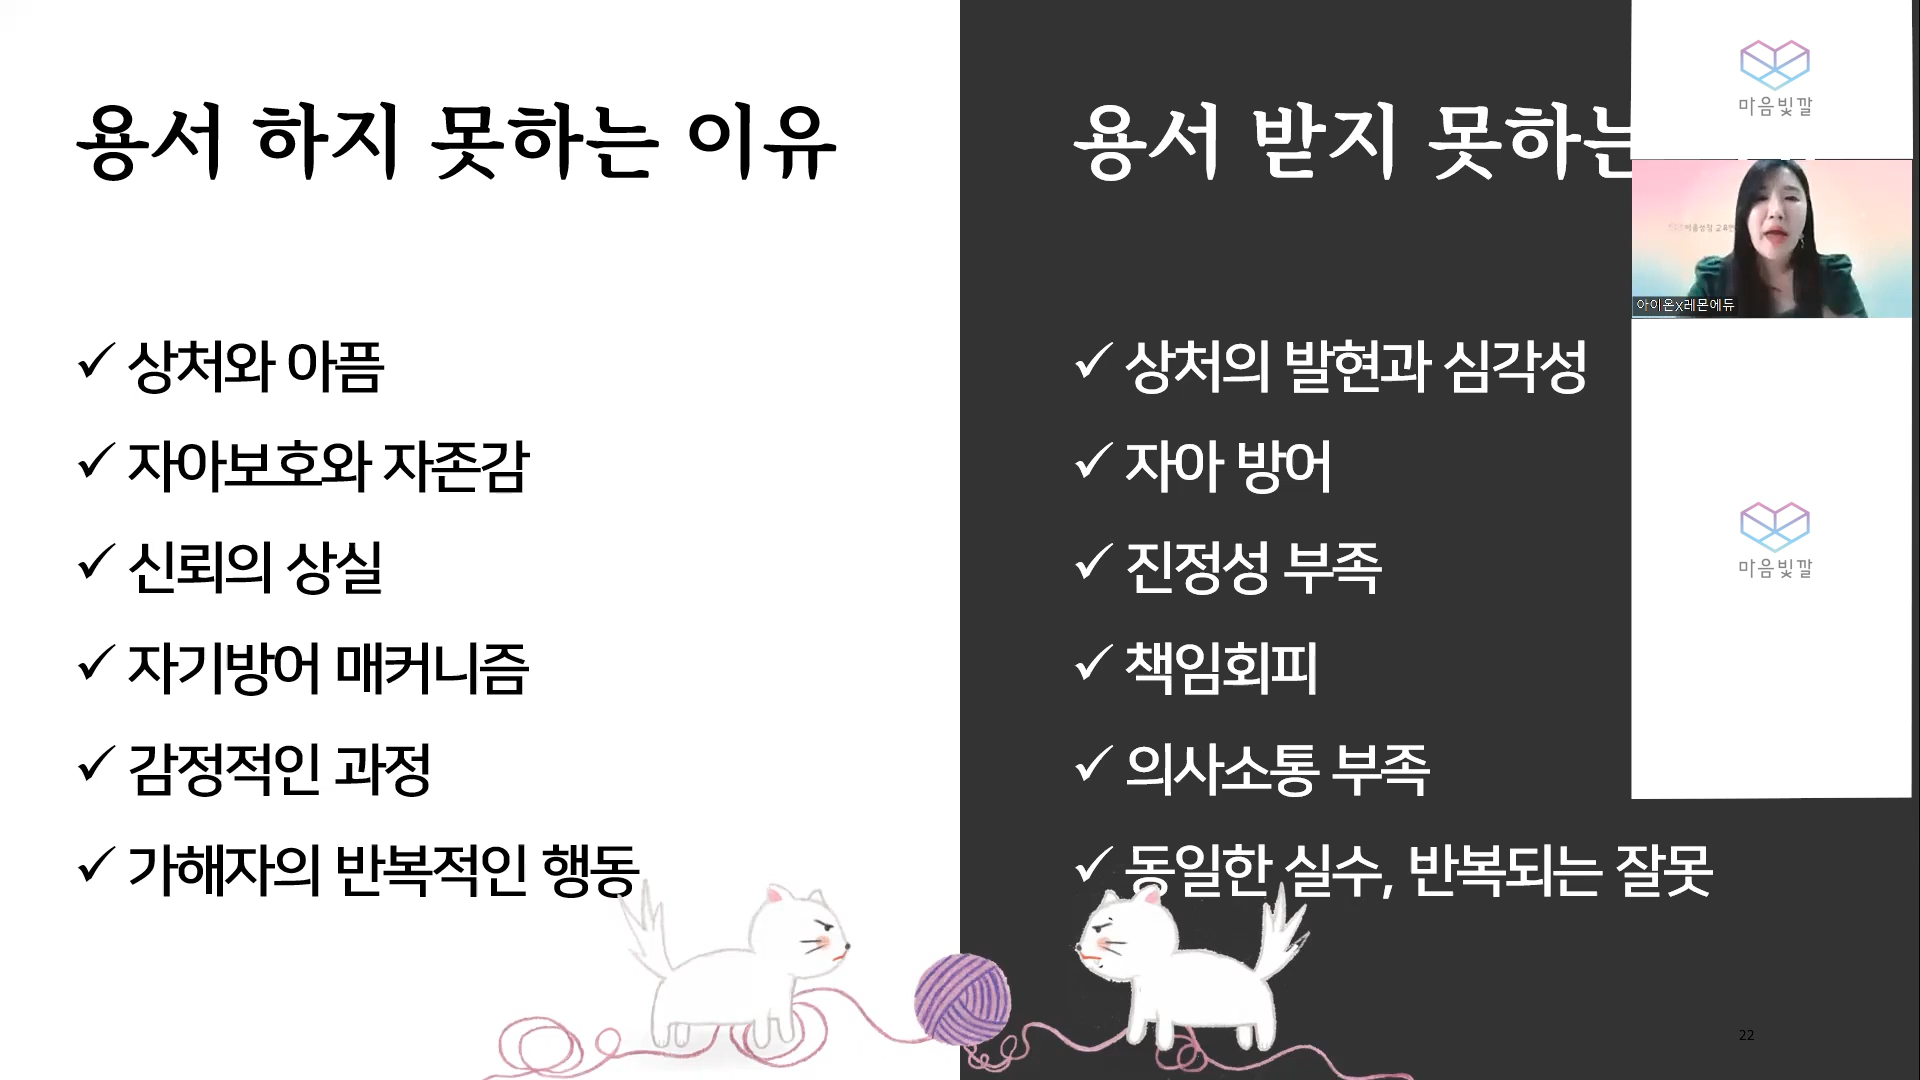 용서 하지 못하는 이유
✓ 상처와 아픔
✓ 자아보호와 자존감
✓ 신뢰의 상실
✓ 자기방어 매커니즘
✓ 감정적인 과정
✓ 가해자의 반복적인 행동
용서 받지 못하는
✓ 상처의 발현과 심각성
✓ 자아 방어
✓ 진정성 부족
✓ 책임회피
✓ 의사소통 부족
✓ 동일한 실수, 반복되는 잘못
마음빛깔
아이온x레몬에듀
마음빛깔
22